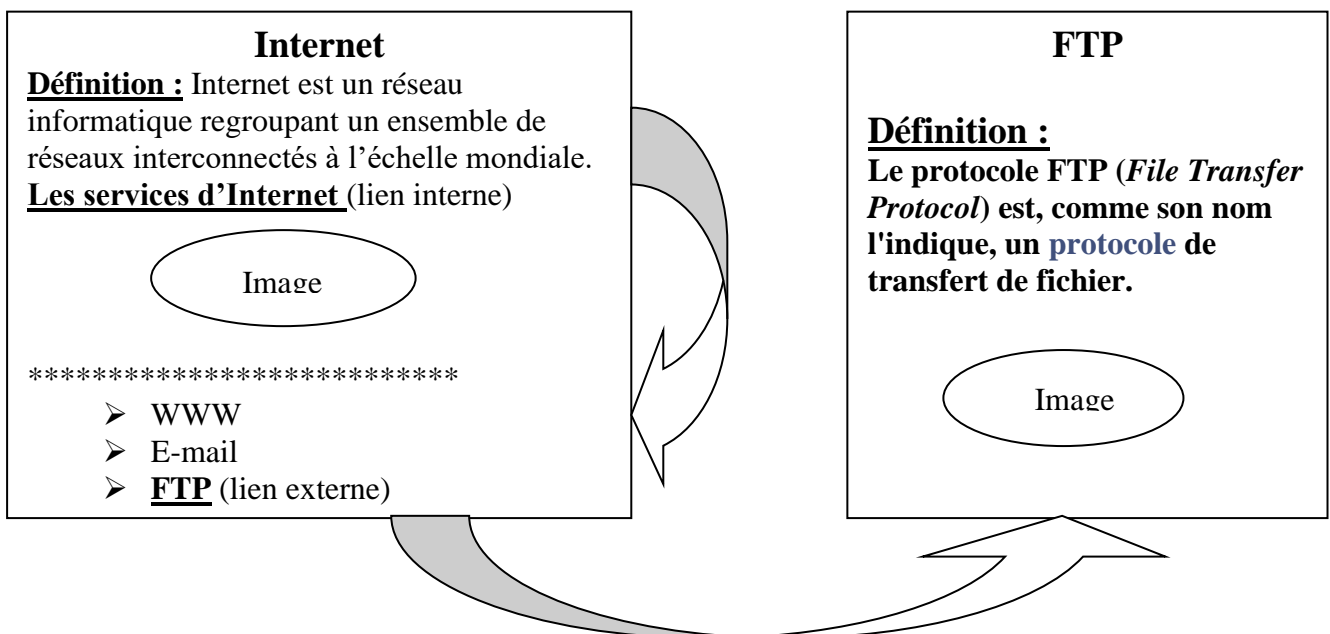 Internet
Définition : Internet est un réseau
informatique regroupant un ensemble de
réseaux interconnectés à l'échelle mondiale.
Les services d'Internet (lien interne)
Image
***************************
➢ WWW
➢ E-mail
➢ FTP (lien externe)
FTP
Définition :
Le protocole FTP (File Transfer
Protocol) est, comme son nom
l'indique, un protocole de
transfert de fichier.
Image